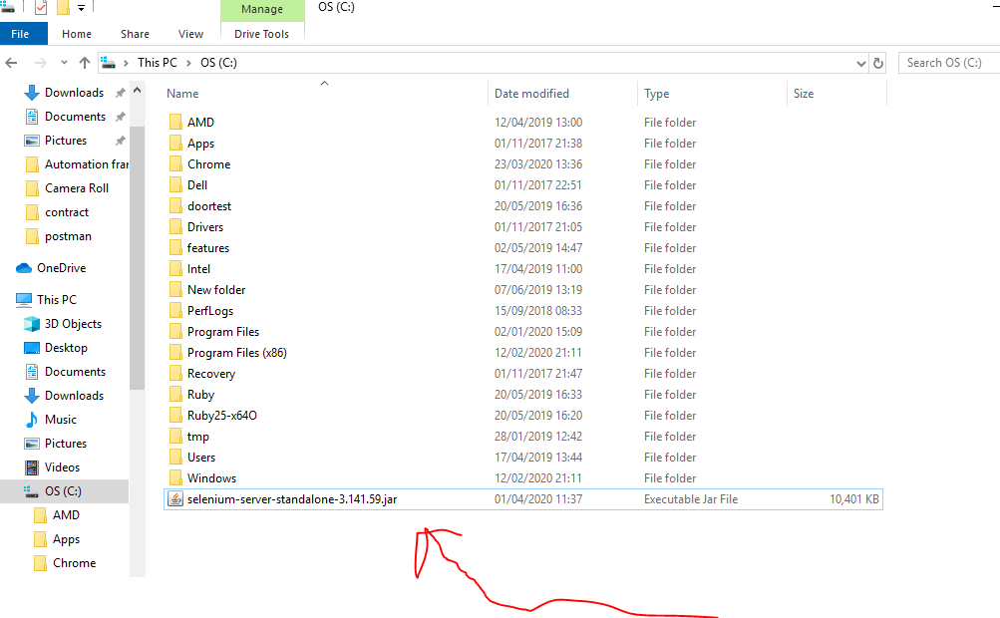 Manage OS (C:)
File Home Share View Drive Tools
This PC > OS (C:) Search OS (C:)
Downloads
Documents
Pictures
Automation frar
Camera Roll
contract
postman
OneDrive
This PC
3D Objects
Desktop
Documents
Downloads
Music
Pictures
Videos
OS (C:)
AMD
Apps
Chrome
Name Date modified Type Size
AMD 12/04/2019 13:00 File folder
Apps 01/11/2017 21:38 File folder
Chrome 23/03/2020 13:36 File folder
Dell 01/11/2017 22:51 File folder
doortest 20/05/2019 16:36 File folder
Drivers 01/11/2017 21:05 File folder
features 02/05/2019 14:47 File folder
Intel 17/04/2019 11:00 File folder
New folder 07/06/2019 13:19 File folder
PerfLogs 15/09/2018 08:33 File folder
Program Files 02/01/2020 15:09 File folder
Program Files (x86) 12/02/2020 21:11 File folder
Recovery 01/11/2017 21:47 File folder
Ruby 20/05/2019 16:33 File folder
Ruby25-x64O 20/05/2019 16:20 File folder
tmp 28/01/2019 12:42 File folder
Users 17/04/2019 13:44 File folder
Windows 12/02/2020 21:11 File folder
selenium-server-standalone-3.141.59.jar 01/04/2020 11:37 Executable Jar File 10,401 KB